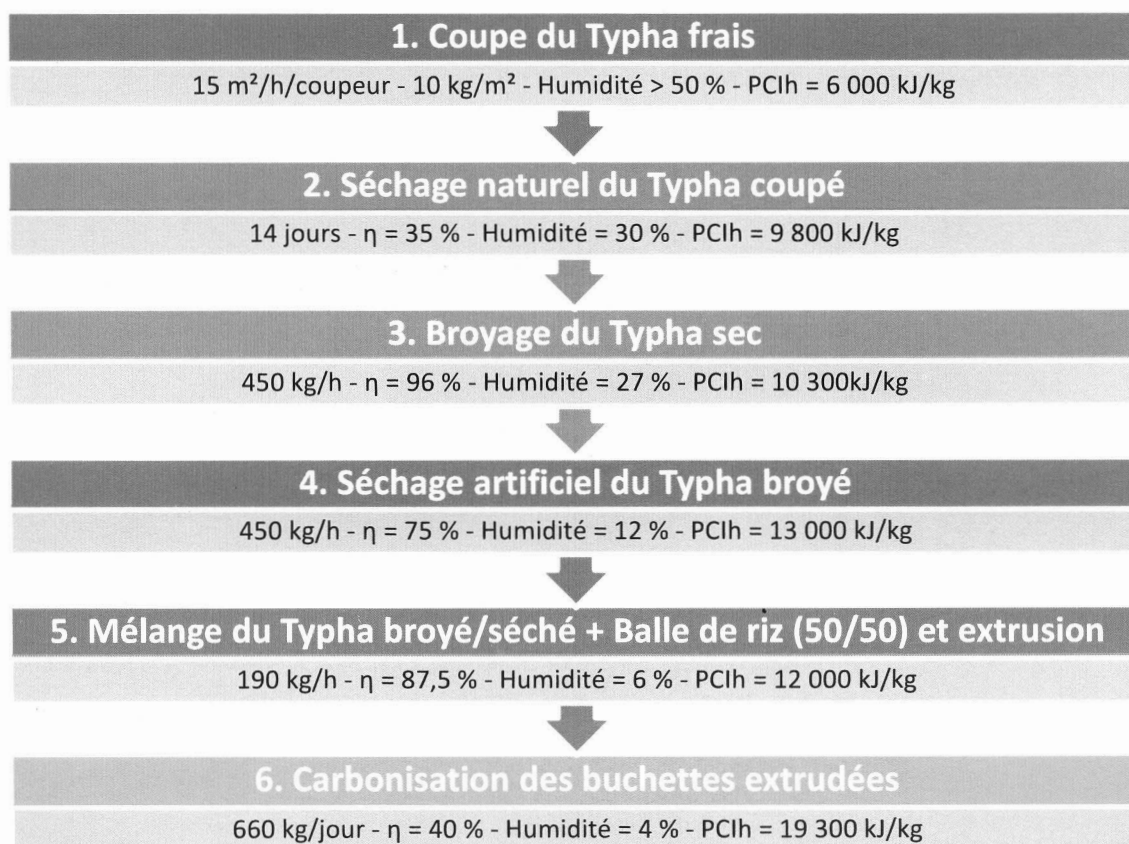 1. Coupe du Typha frais
15 m²/h/coupeur - 10 kg/m² - Humidité > 50 % - PCIh = 6 000 kJ/kg
2. Séchage naturel du Typha coupé
14 jours - η = 35 % - Humidité = 30 % - PCIh = 9 800 kJ/kg
3. Broyage du Typha sec
450 kg/h - η = 96 % - Humidité = 27 % - PCIh = 10 300kJ/kg
4. Séchage artificiel du Typha broyé
450 kg/h - η = 75 % - Humidité = 12 % - PCIh = 13 000 kJ/kg
5. Mélange du Typha broyé/séché + Balle de riz (50/50) et extrusion
190 kg/h - η = 87,5 % - Humidité = 6 % - PCIh = 12 000 kJ/kg
6. Carbonisation des buchettes extrudées
660 kg/jour - η = 40 % - Humidité = 4 % - PCIh = 19 300 kJ/kg